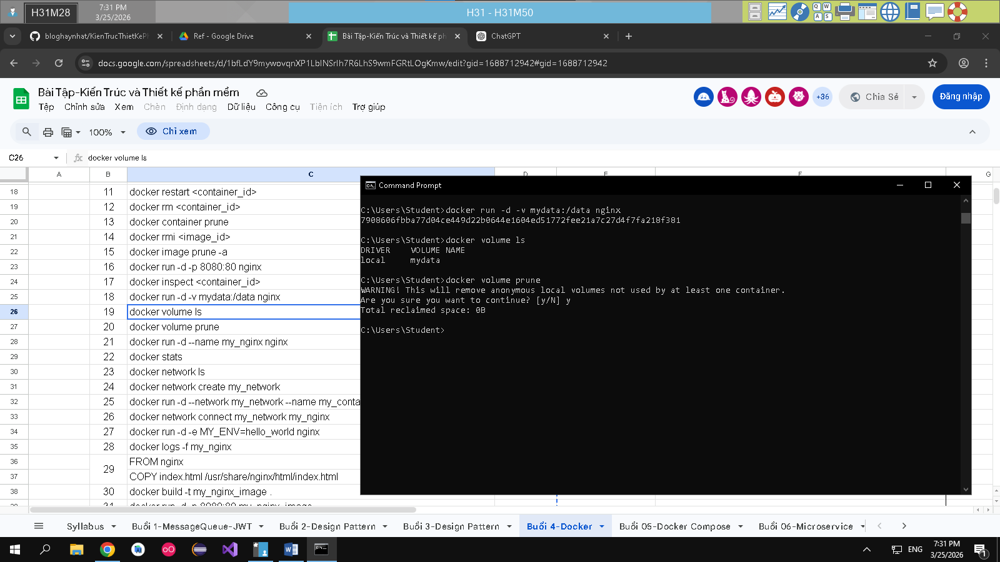 H31M28
7:31 PM
3/25/2026
H31 - H31M50
Q W
A S
bloghaynhat/KienTrucThietKeP
Ref - Google Drive
Bài Tập-Kiến Trúc và Thiết kế ph
ChatGPT
docs.google.com/spreadsheets/d/1bfLdY9mywovqnXP1LbINSrIh7R6LhS9wmFGRtLOgKmw/edit?gid=1688712942#gid=1688712942
Bài Tập-Kiến Trúc và Thiết kế phần mềm
+36
Chia Sẻ
Đăng nhập
Tệp Chỉnh sửa Xem Chèn Định dạng Dữ liệu Công cụ Tiện ích Trợ giúp
100%
Chỉ xem
C26
fx docker volume ls
A B C D E F G
18 11 docker restart <container_id>
19 12 docker rm <container_id>
20 13 docker container prune
21 14 docker rmi <image_id>
22 15 docker image prune -a
23 16 docker run -d -p 8080:80 nginx
24 17 docker inspect <container_id>
25 18 docker run -d -v mydata:/data nginx
26 19 docker volume ls
27 20 docker volume prune
28 21 docker run -d --name my_nginx nginx
29 22 docker stats
30 23 docker network ls
31 24 docker network create my_network
32 25 docker run -d --network my_network --name my_conta
33 26 docker network connect my_network my_nginx
34 27 docker run -d -e MY_ENV=hello_world nginx
35 28 docker logs -f my_nginx
36 FROM nginx
29
37 COPY index.html /usr/share/nginx/html/index.html
38 30 docker build -t my_nginx_image .
39 31 docker run -d -p 8080:80 my_nginx_image
Command Prompt
C:\Users\Student>docker run -d -v mydata:/data nginx
7908606fbba77d04ce449d22b0644e1604ed51772fee21a7c27d4f7fa218f381
C:\Users\Student>docker volume ls
DRIVER VOLUME NAME
local mydata
C:\Users\Student>docker volume prune
WARNING! This will remove anonymous local volumes not used by at least one container.
Are you sure you want to continue? [y/N] y
Total reclaimed space: 0B
C:\Users\Student>
Syllabus Buổi 1-MessageQueue-JWT Buổi 2-Design Pattern Buổi 3-Design Pattern Buổi 4-Docker Buổi 05-Docker Compose Buổi 06-Microservice
ENG
7:31 PM
3/25/2026
1